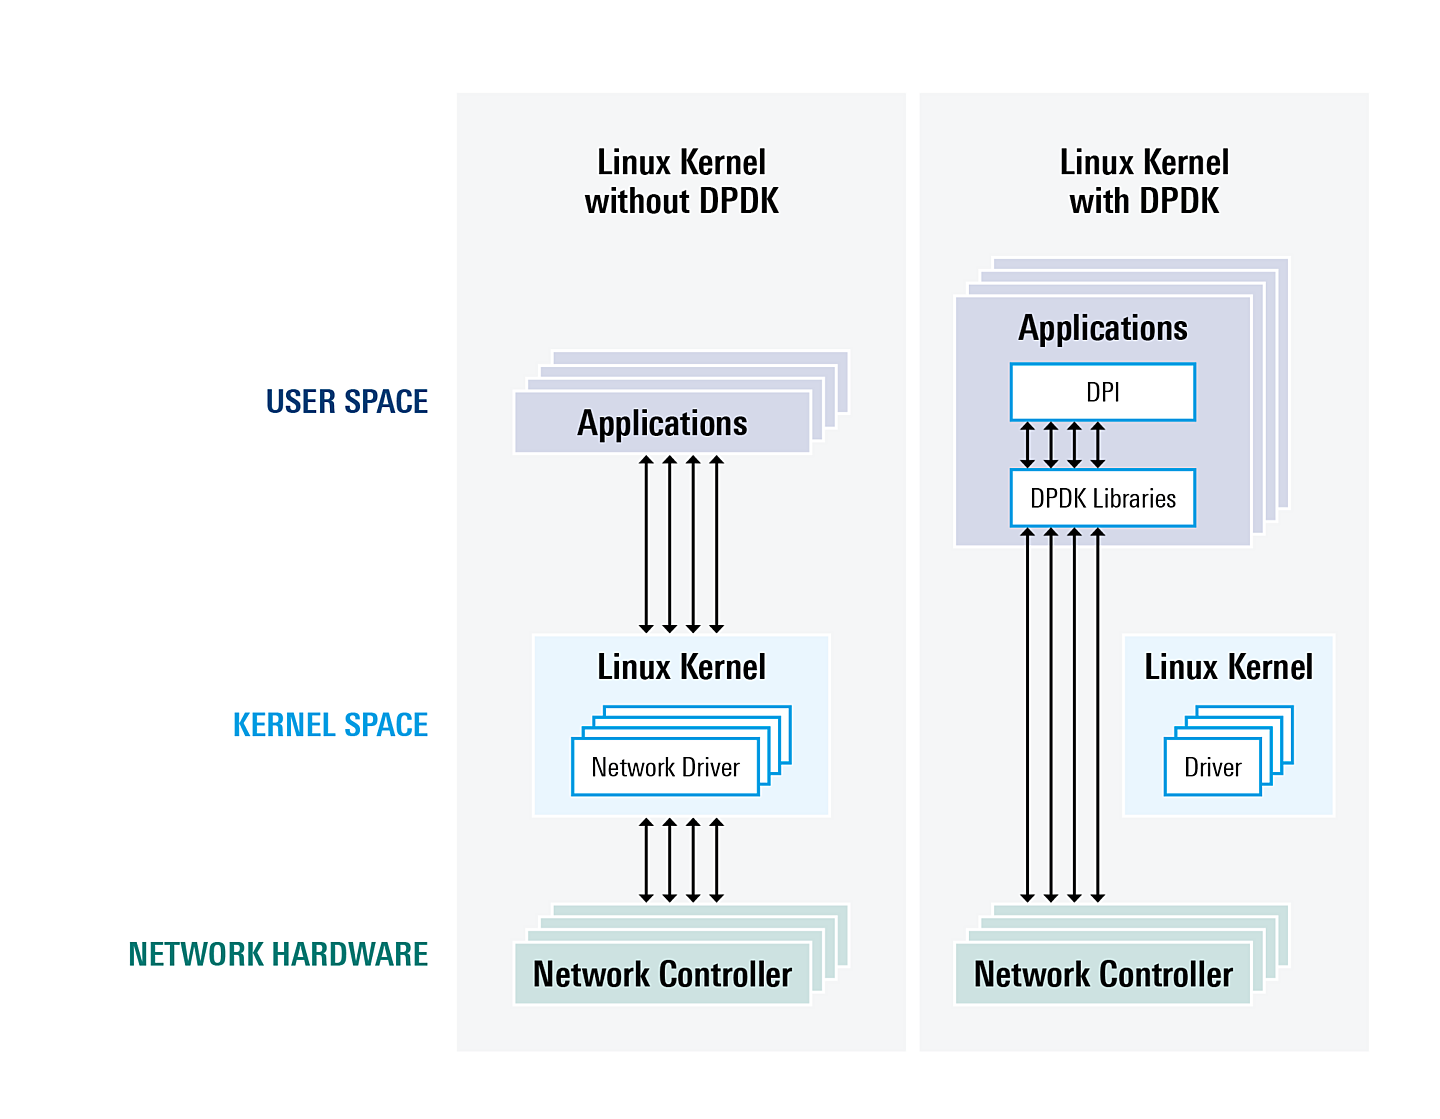 Linux Kernel
without DPDK
Linux Kernel
with DPDK
USER SPACE
Applications
Applications
DPI
DPDK Libraries
KERNEL SPACE
Linux Kernel
Network Driver
Linux Kernel
Driver
NETWORK HARDWARE
Network Controller
Network Controller